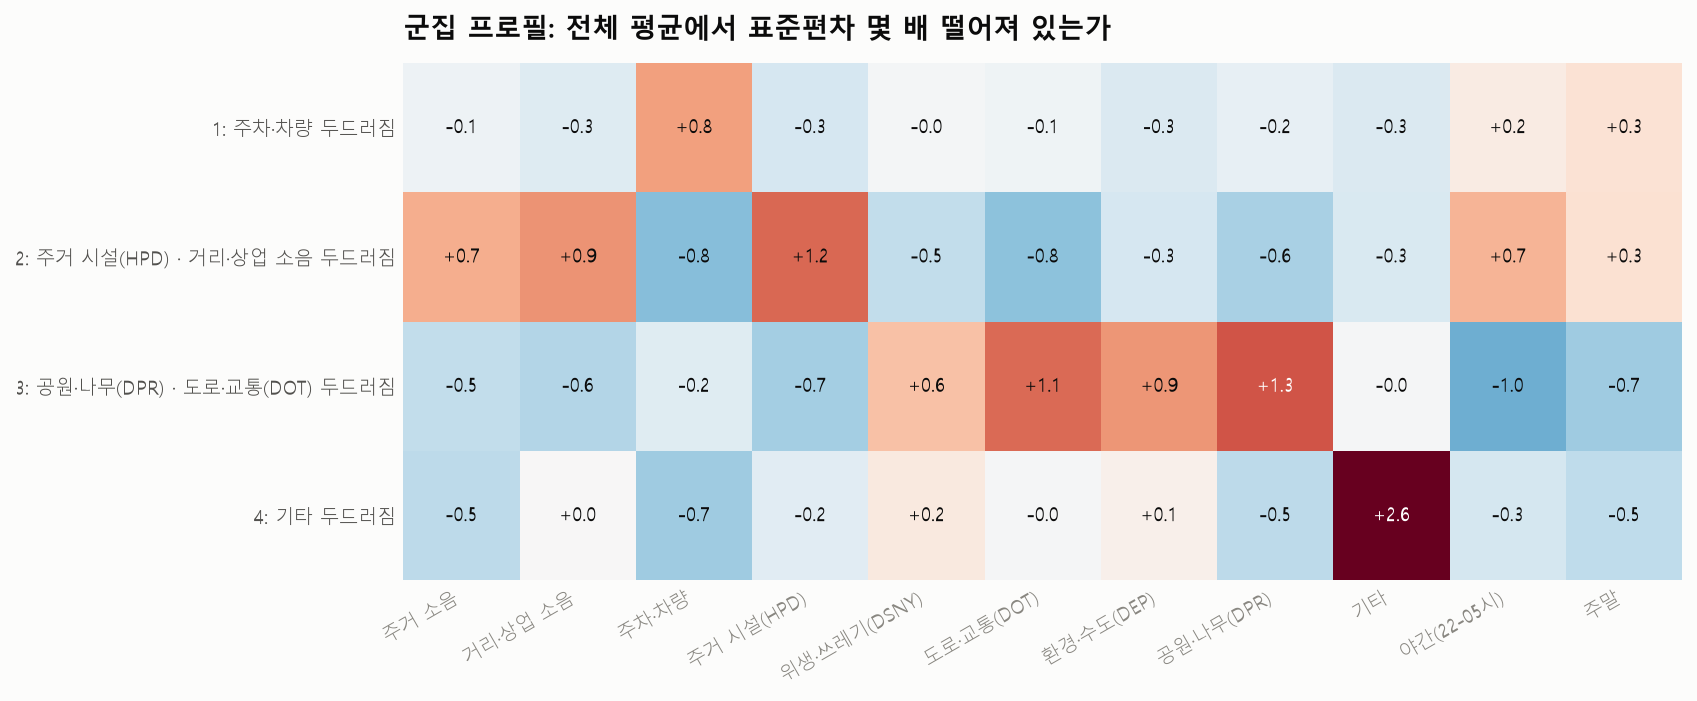 군집 프로필: 전체 평균에서 표준편차 몇 배 떨어져 있는가
1: 주차·차량 두드러짐 -0.1 -0.3 +0.8 -0.3 -0.0 -0.1 -0.3 -0.2 -0.3 +0.2 +0.3
2: 주거 시설(HPD) · 거리·상업 소음 두드러짐 +0.7 +0.9 -0.8 +1.2 -0.5 -0.8 -0.3 -0.6 -0.3 +0.7 +0.3
3: 공원·나무(DPR) · 도로·교통(DOT) 두드러짐 -0.5 -0.6 -0.2 -0.7 +0.6 +1.1 +0.9 +1.3 -0.0 -1.0 -0.7
4: 기타 두드러짐 -0.5 +0.0 -0.7 -0.2 +0.2 -0.0 +0.1 -0.5 +2.6 -0.3 -0.5
주거 소음
거리·상업 소음
주차·차량
주거 시설(HPD)
위생·쓰레기(DSNY)
도로·교통(DOT)
환경·수도(DEP)
공원·나무(DPR)
기타
야간(22-05시)
주말